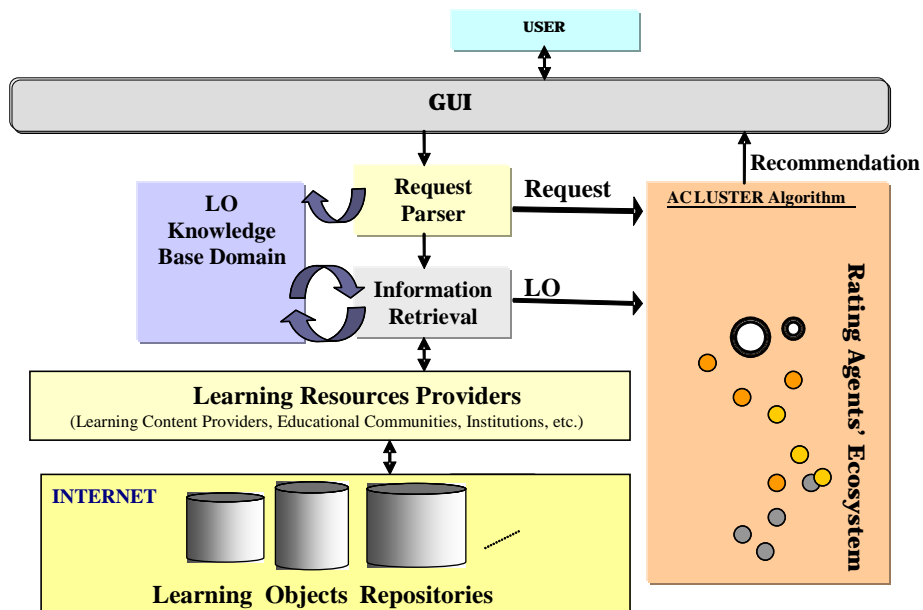 USER
GUI
Recommendation
LO
Knowledge
Base Domain
Request
Parser
Request
ACLUSTER Algorithm
Information
Retrieval
LO
Rating Agents' Ecosystem
Learning Resources Providers
(Learning Content Providers, Educational Communities, Institutions, etc.)
INTERNET
Learning Objects Repositories